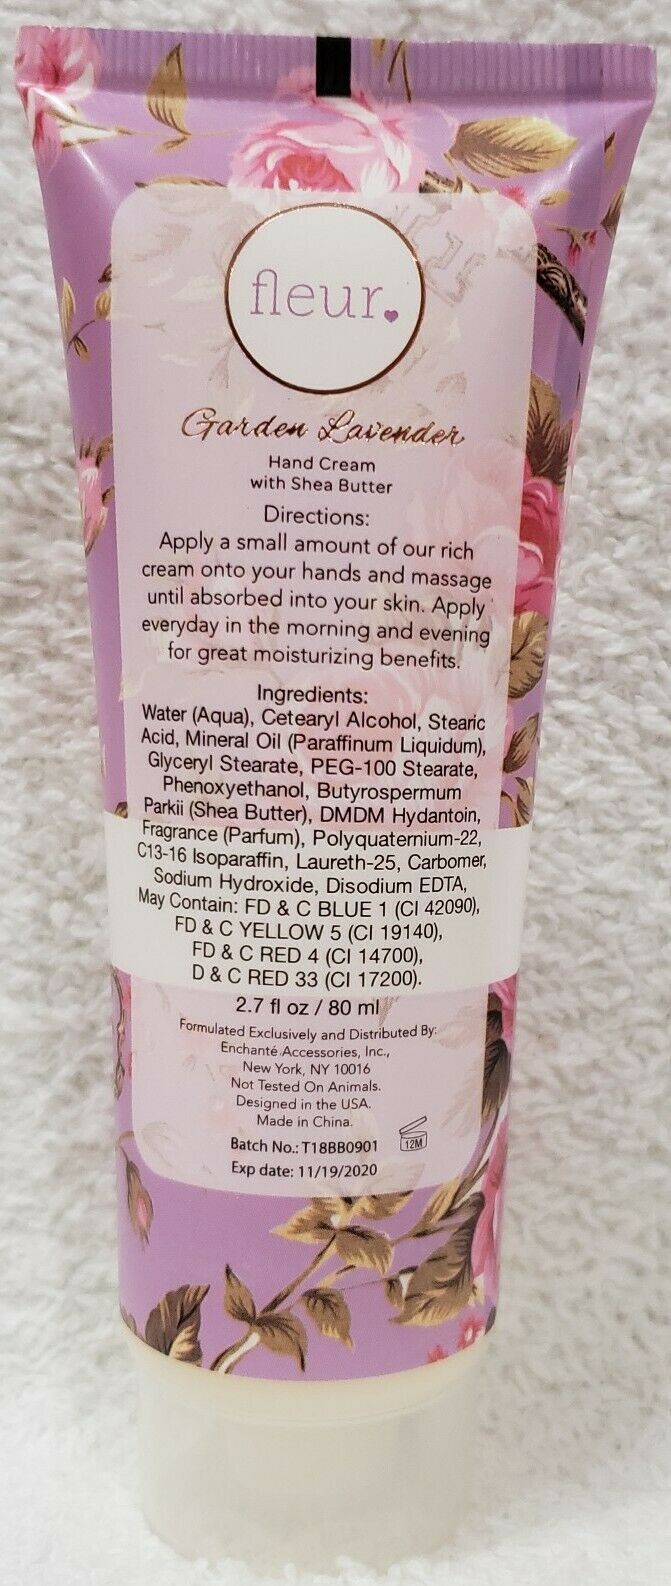 fleur.
Garden Lavender
Hand Cream
with Shea Butter
Directions:
Apply a small amount of our rich
cream onto your hands and massage
until absorbed into your skin. Apply
everyday in the morning and evening
for great moisturizing benefits.
Ingredients:
Water (Aqua), Cetearyl Alcohol, Stearic
Acid, Mineral Oil (Paraffinum Liquidum),
Glyceryl Stearate, PEG-100 Stearate,
Phenoxyethanol, Butyrospermum
Parkii (Shea Butter), DMDM Hydantoin,
Fragrance (Parfum), Polyquaternium-22,
C13-16 Isoparaffin, Laureth-25, Carbomer,
Sodium Hydroxide, Disodium EDTA,
May Contain: FD & C BLUE 1 (CI 42090),
FD & C YELLOW 5 (CI 19140),
FD & C RED 4 (CI 14700),
D & C RED 33 (CI 17200).
2.7 fl oz / 80 ml
Formulated Exclusively and Distributed By:
Enchanté Accessories, Inc.,
New York, NY 10016
Not Tested On Animals.
Designed in the USA.
Made in China.
Batch No.: T18BB0901
12M
Exp date: 11/19/2020